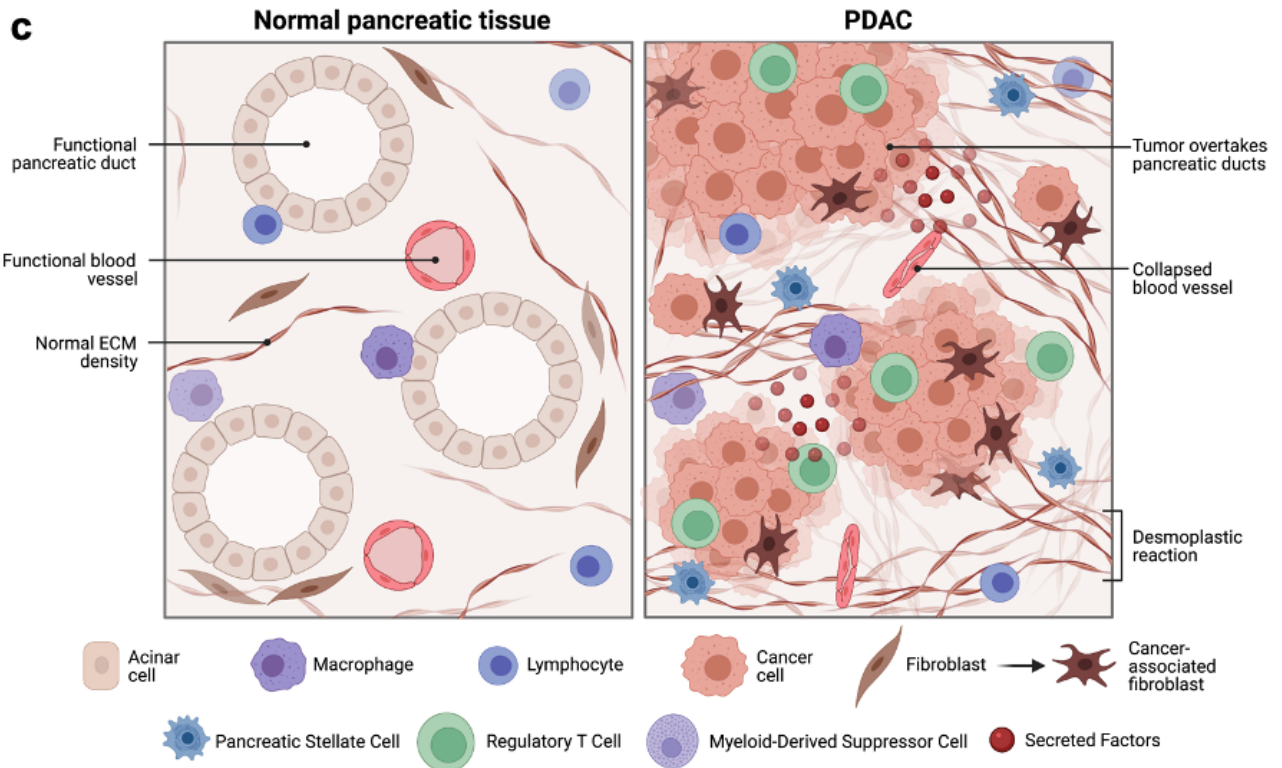 c
Normal pancreatic tissue
PDAC
Functional
pancreatic duct
Functional blood
vessel
Normal ECM
density
Tumor overtakes
pancreatic ducts
Collapsed
blood vessel
Desmoplastic
reaction
Acinar
cell
Macrophage
Lymphocyte
Cancer
cell
Fibroblast
Cancer-
associated
fibroblast
Pancreatic Stellate Cell
Regulatory T Cell
Myeloid-Derived Suppressor Cell
Secreted Factors